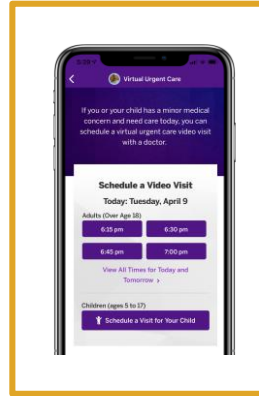 Virtual Urgent Care
If you or your child has a minor medical
concern and need care today, you can
schedule a virtual urgent care video visit
with a doctor.
Schedule a Video Visit
Today: Tuesday, April 9
Adults (Over Age 18)
6:15 pm
6:30 pm
6:45 pm
7:00 pm
View All Times for Today and
Tomorrow >
Children (ages 5 to 17)
Schedule a Visit for Your Child